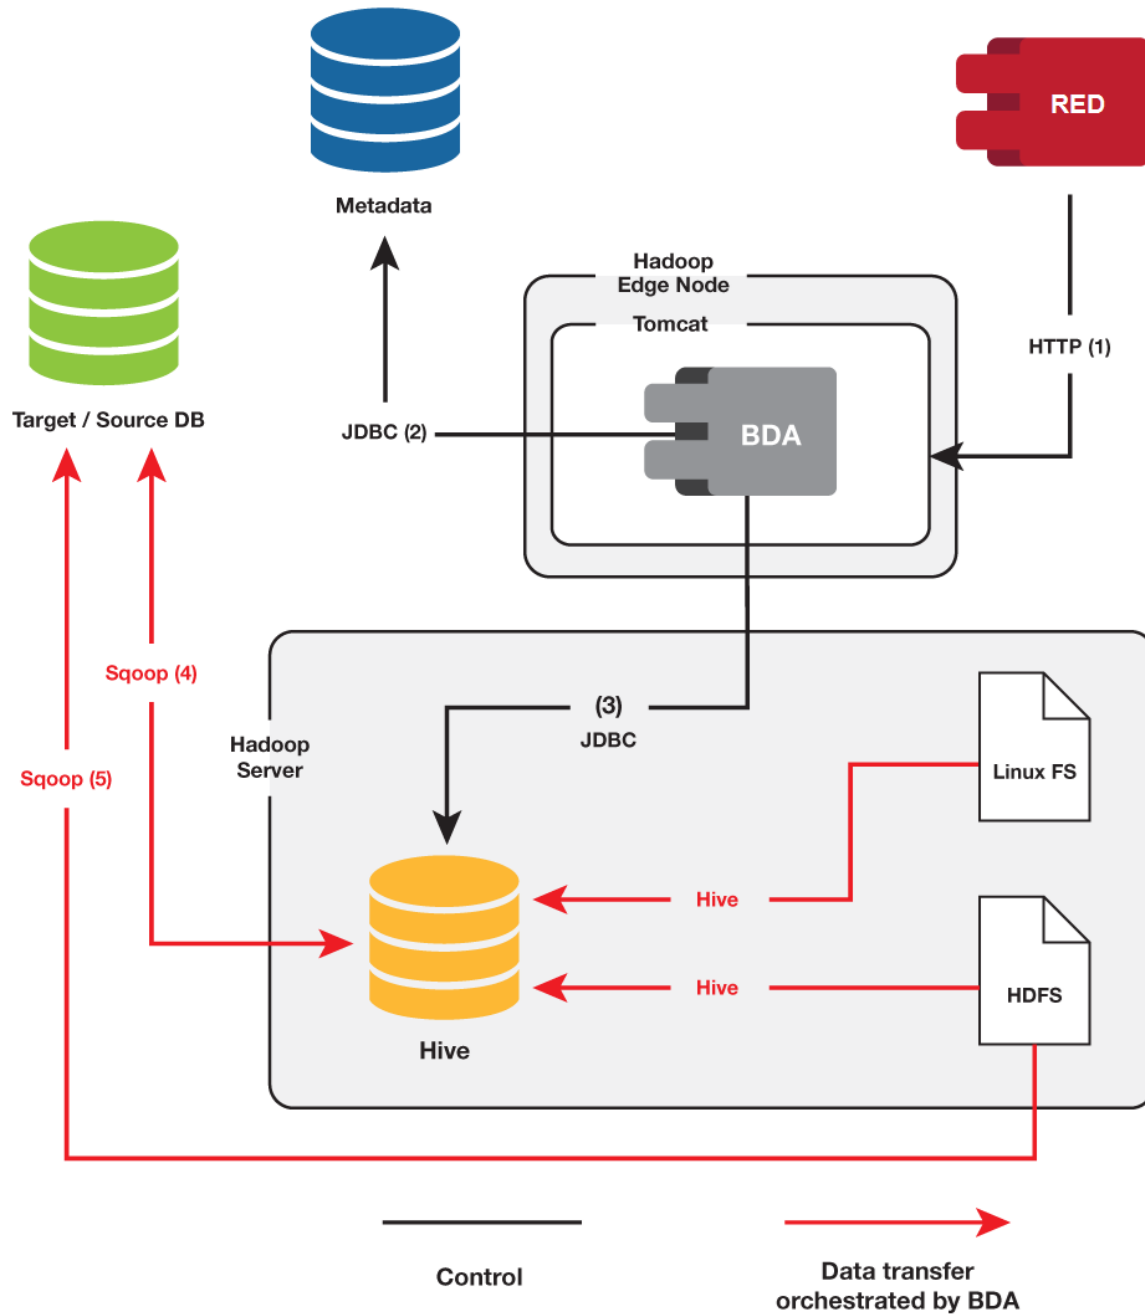 RED
Metadata
Hadoop
Edge Node
Tomcat
HTTP (1)
Target / Source DB
JDBC (2)
BDA
Sqoop (4)
(3)
JDBC
Hadoop
Server
Sqoop (5)
Linux FS
Hive
Hive
HDFS
Hive
Control
Data transfer
orchestrated by BDA